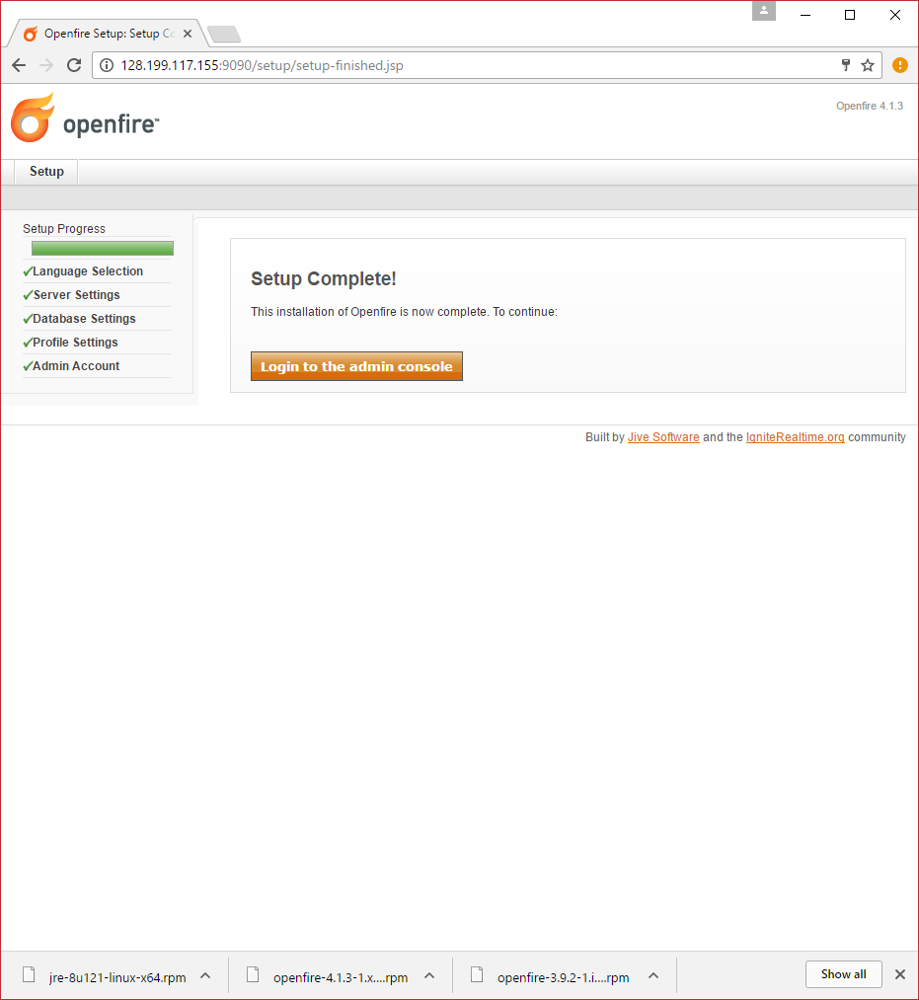 Openfire Setup: Setup Co
128.199.117.155:9090/setup/setup-finished.jsp
openfire™
Openfire 4.1.3
Setup
Setup Progress
Language Selection
Server Settings
Database Settings
Profile Settings
Admin Account
Setup Complete!
This installation of Openfire is now complete. To continue:
Login to the admin console
Built by Jive Software and the IgniteRealtime.org community
jre-8u121-linux-x64.rpm
openfire-4.1.3-1.x....rpm
openfire-3.9.2-1.i....rpm
Show all